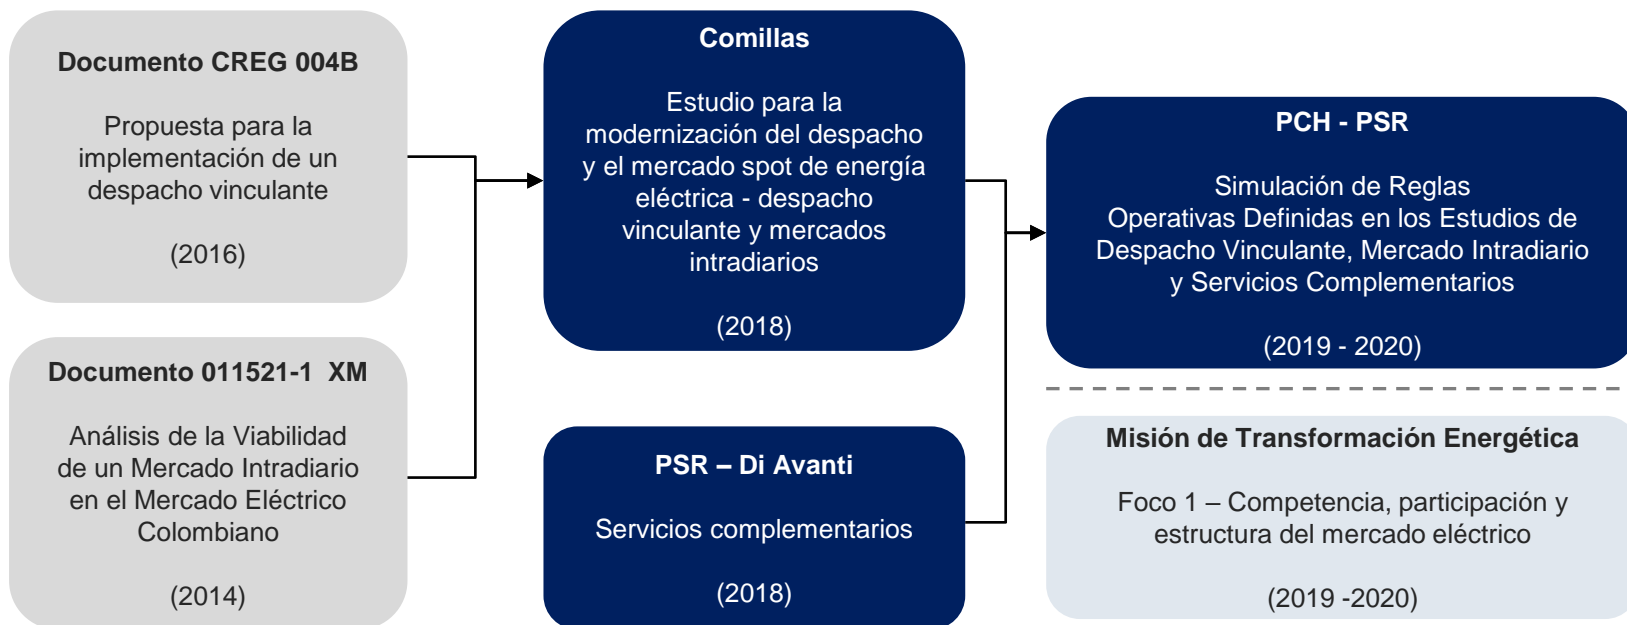 Documento CREG 004B
Propuesta para la
implementación de un
despacho vinculante
(2016)
Documento 011521-1 XM
Análisis de la Viabilidad
de un Mercado Intradiario
en el Mercado Eléctrico
Colombiano
(2014)
Comillas
Estudio para la
modernización del despacho
y el mercado spot de energía
eléctrica - despacho
vinculante y mercados
intradiarios
(2018)
PSR – Di Avanti
Servicios complementarios
(2018)
PCH - PSR
Simulación de Reglas
Operativas Definidas en los Estudios de
Despacho Vinculante, Mercado Intradiario
y Servicios Complementarios
(2019 - 2020)
Misión de Transformación Energética
Foco 1 – Competencia, participación y
estructura del mercado eléctrico
(2019 -2020)